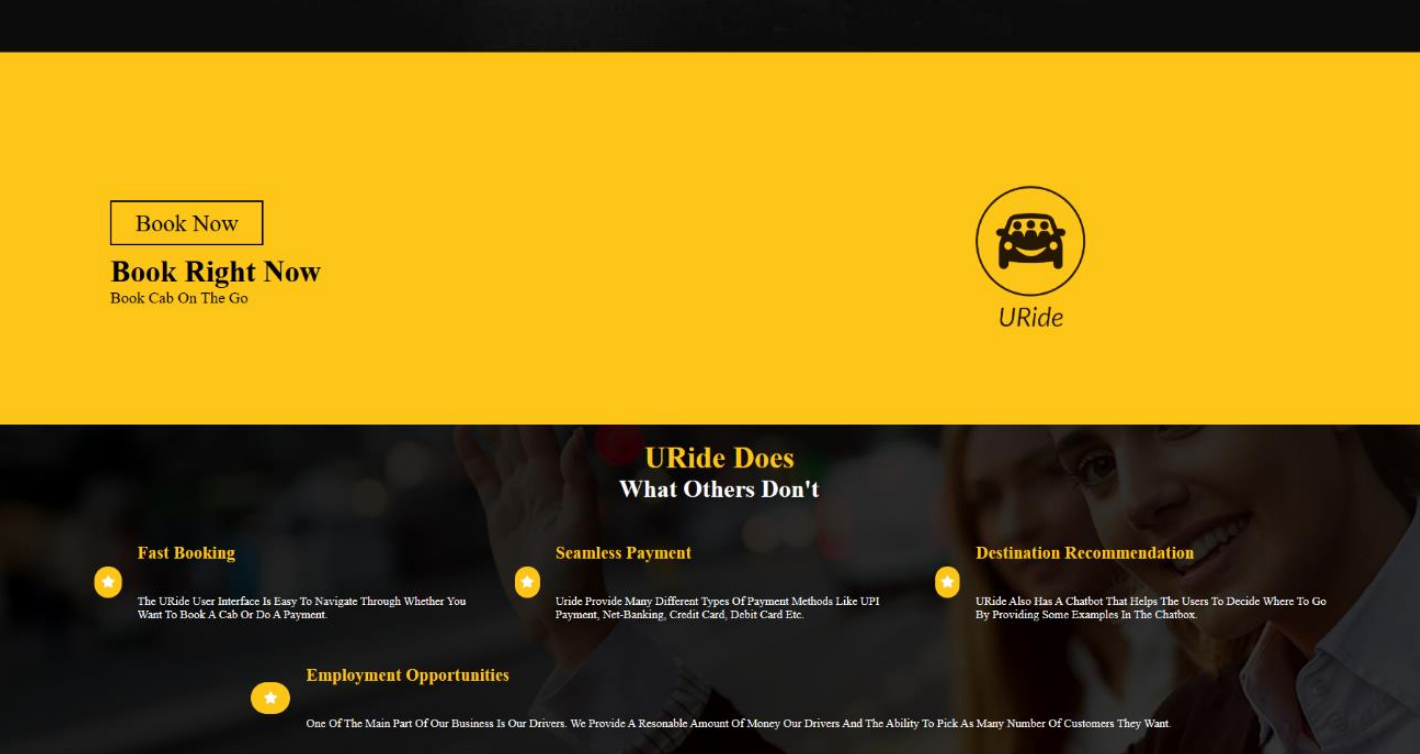 Book Now
Book Right Now
Book Cab On The Go
URide
URide Does
What Others Don't
Fast Booking
The URide User Interface Is Easy To Navigate Through Whether You
Want To Book A Cab Or Do A Payment.
Seamless Payment
Uride Provide Many Different Types Of Payment Methods Like UPI
Payment, Net-Banking, Credit Card, Debit Card Etc.
Destination Recommendation
URide Also Has A Chatbot That Helps The Users To Decide Where To Go
By Providing Some Examples In The Chatbox.
Employment Opportunities
One Of The Main Part Of Our Business Is Our Drivers. We Provide A Resonable Amount Of Money Our Drivers And The Ability To Pick As Many Number Of Customers They Want.